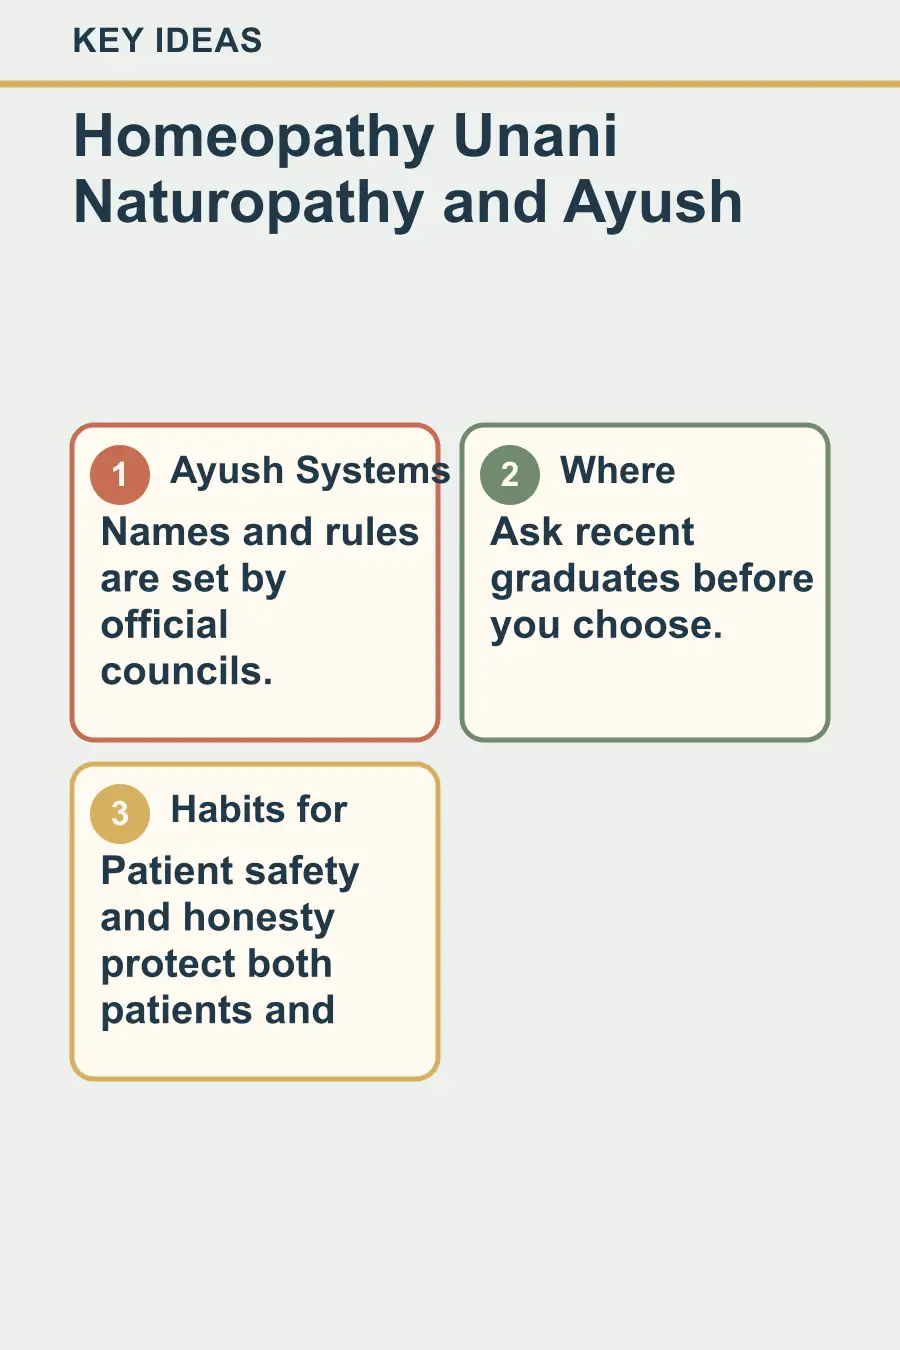 KEY IDEAS
Homeopathy Unani
Naturopathy and Ayush
1 Ayush Systems
Names and rules
are set by
official
councils.
2 Where
Ask recent
graduates before
you choose.
3 Habits for
Patient safety
and honesty
protect both
patients and